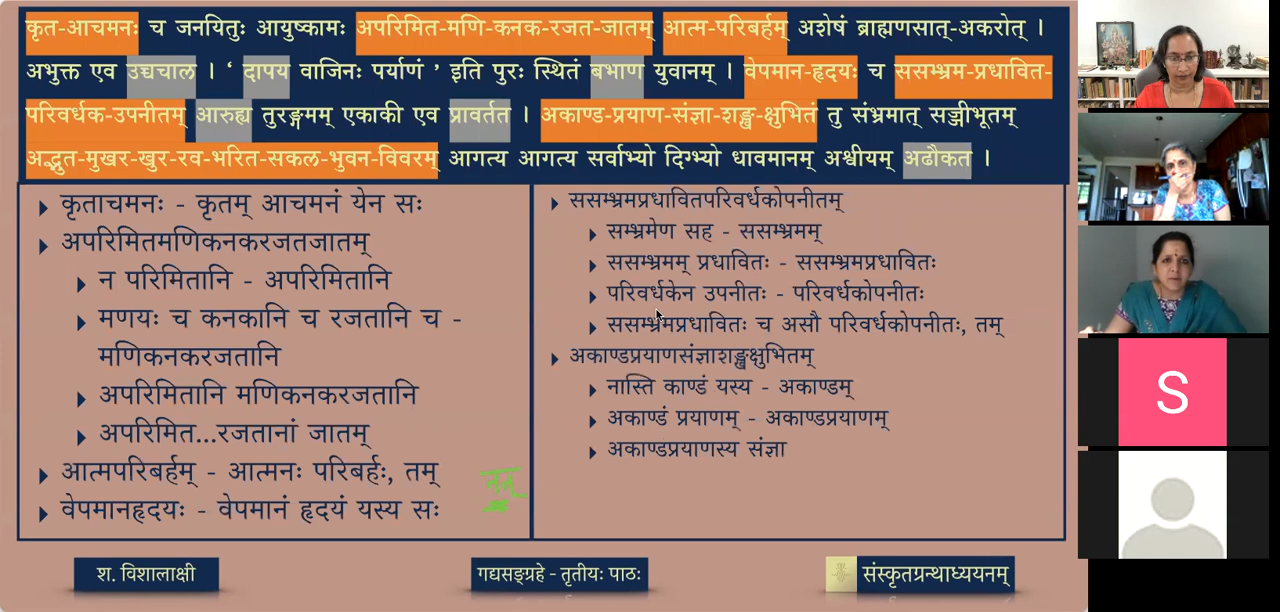 कृत-आचमनः च जनयितुः आयुष्कामः अपरिमित-मणि-कनक-रजत-जातम् आत्म-परिबर्हम् अशेषं ब्राह्मणसात्-अकरोत् ।
अभुक्त एव उच्चचाल । ‘ दापय वाजिनः पर्याणं ’ इति पुरः स्थितं बभाण युवानम् । वेपमान-हृदयः च ससम्भ्रम-प्रधावित-
परिवर्धक-उपनीतम् आरुह्य तुरङ्गमम् एकाकी एव प्रावर्तत । अकाण्ड-प्रयाण-संज्ञा-शङ्ख-क्षुभितं तु संभ्रमात् सज्जीभूतम्
अद्भुत-मुखर-खुर-रव-भरित-सकल-भुवन-विवरम् आगत्य आगत्य सर्वाभ्यो दिग्भ्यो धावमानम् अश्वीयम् अढौकत ।
कृताचमनः - कृतम् आचमनं येन सः
अपरिमितमणिकनकरजतजातम्
न परिमितानि - अपरिमितानि
मणयः च कनकानि च रजतानि च -
मणिकनकरजतानि
अपरिमितानि मणिकनकरजतानि
अपरिमित...रजतानां जातम्
आत्मपरिबर्हम् - आत्मनः परिबर्हः, तम्
वेपमानहृदयः - वेपमानं हृदयं यस्य सः
ससम्भ्रमप्रधावितपरिवर्धकोपनीतम्
सम्भ्रमेण सह - ससम्भ्रमम्
ससम्भ्रमम् प्रधावितः - ससम्भ्रमप्रधावितः
परिवर्धकेन उपनीतः - परिवर्धकोपनीतः
ससम्भ्रमप्रधावितः च असौ परिवर्धकोपनीतः, तम्
अकाण्डप्रयाणसंज्ञाशङ्खक्षुभितम्
नास्ति काण्डं यस्य - अकाण्डम्
अकाण्डं प्रयाणम् - अकाण्डप्रयाणम्
अकाण्डप्रयाणस्य संज्ञा
श. विशालाक्षी
गद्यसङ्ग्रहे - तृतीयः पाठः
संस्कृतग्रन्थाध्ययनम्
S